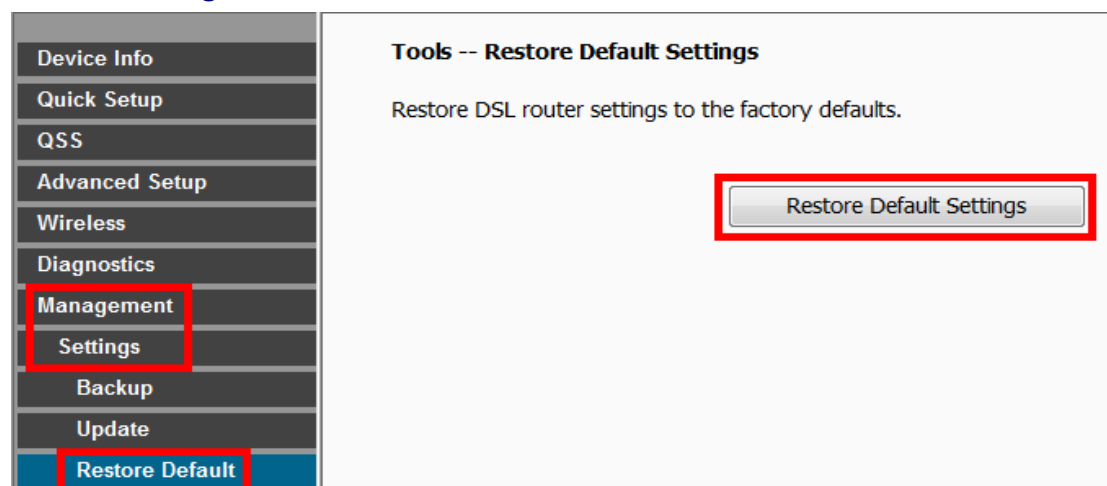 Device Info
Quick Setup
QSS
Advanced Setup
Wireless
Diagnostics
Management
Settings
Backup
Update
Restore Default
Tools -- Restore Default Settings
Restore DSL router settings to the factory defaults.
Restore Default Settings